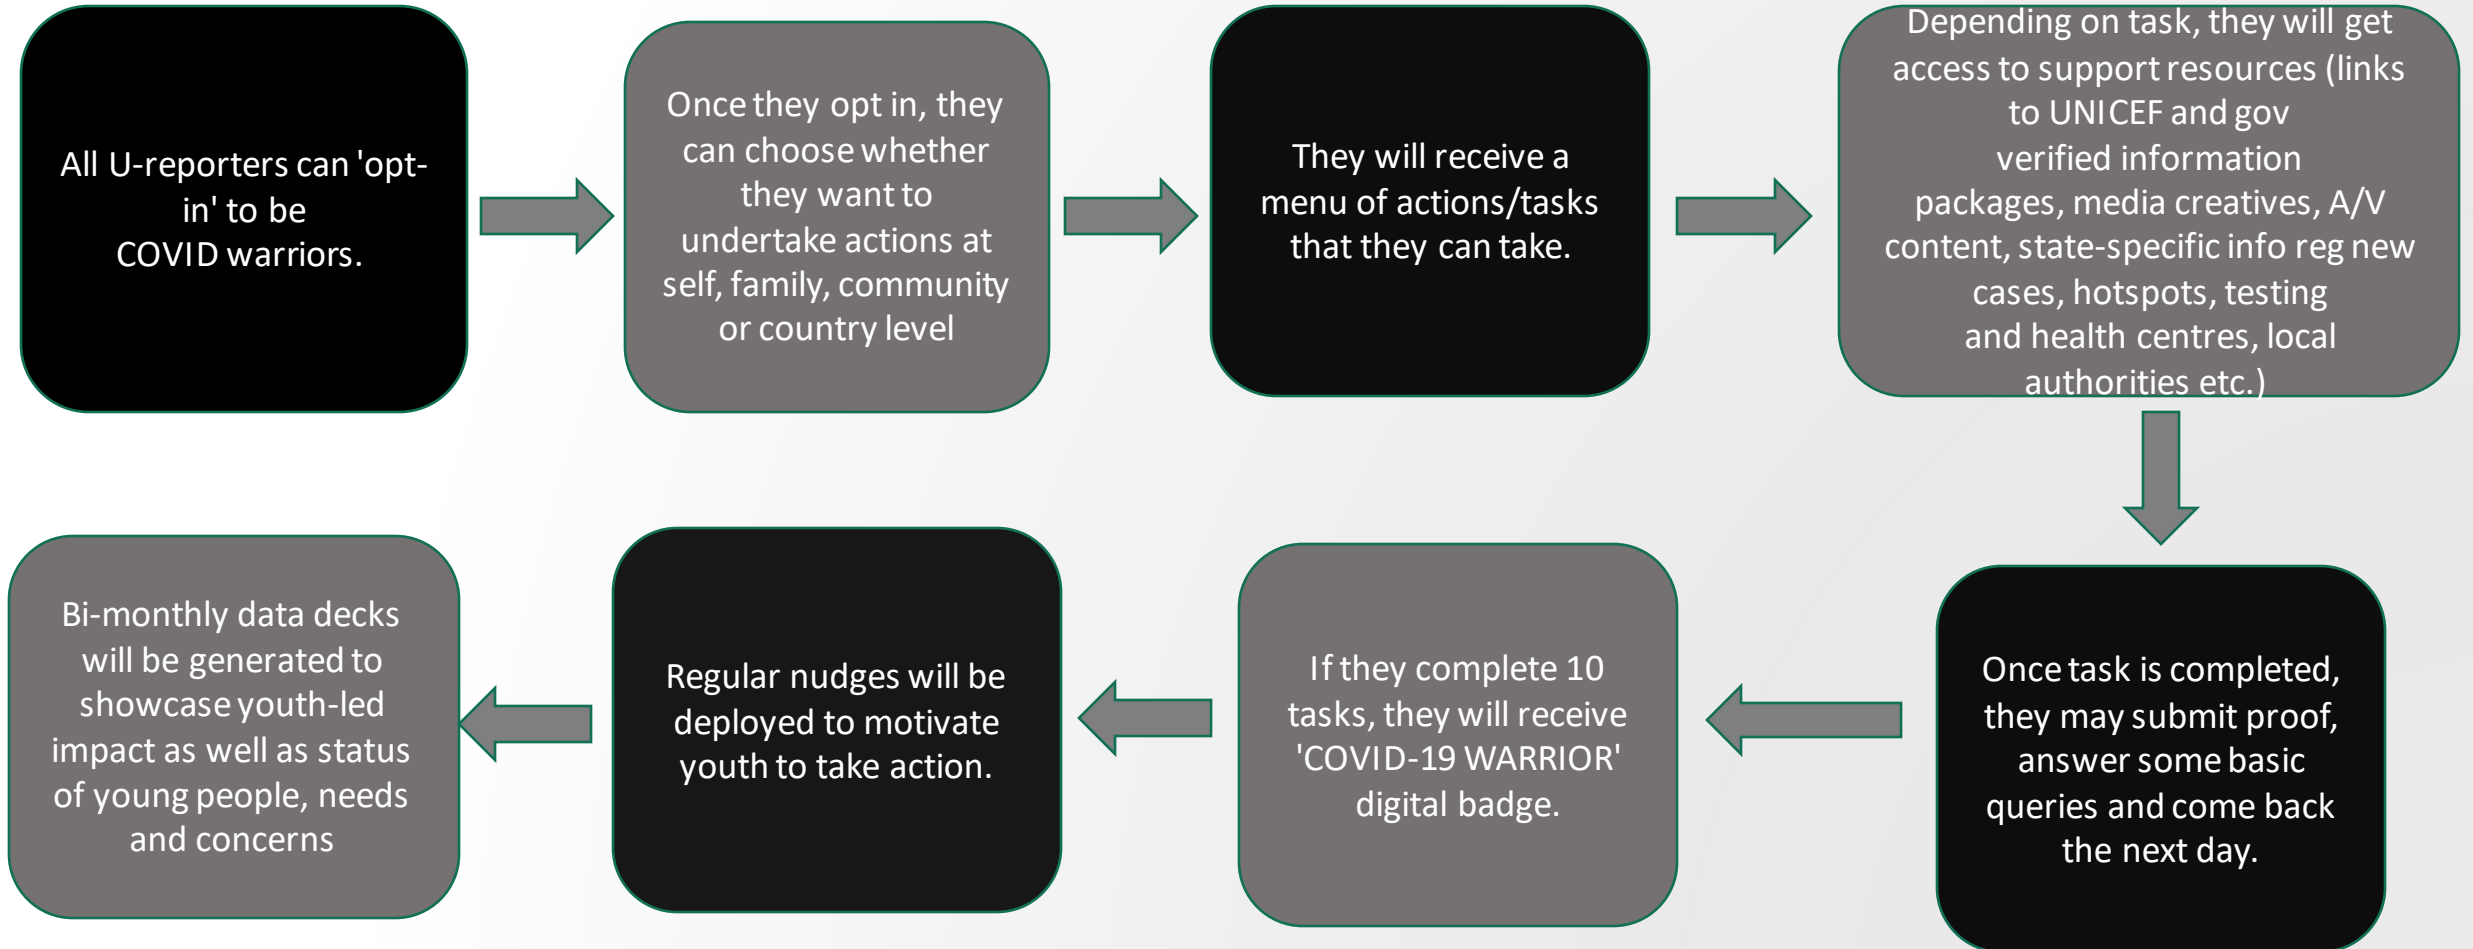 All U-reporters can 'opt-
in' to be
COVID warriors.
Once they opt in, they
can choose whether
they want to
undertake actions at
self, family, community
or country level
They will receive a
menu of actions/tasks
that they can take.
Depending on task, they will get
access to support resources (links
to UNICEF and gov
verified information
packages, media creatives, A/V
content, state-specific info reg new
cases, hotspots, testing
and health centres, local
authorities etc.)
Once task is completed,
they may submit proof,
answer some basic
queries and come back
the next day.
If they complete 10
tasks, they will receive
'COVID-19 WARRIOR'
digital badge.
Regular nudges will be
deployed to motivate
youth to take action.
Bi-monthly data decks
will be generated to
showcase youth-led
impact as well as status
of young people, needs
and concerns